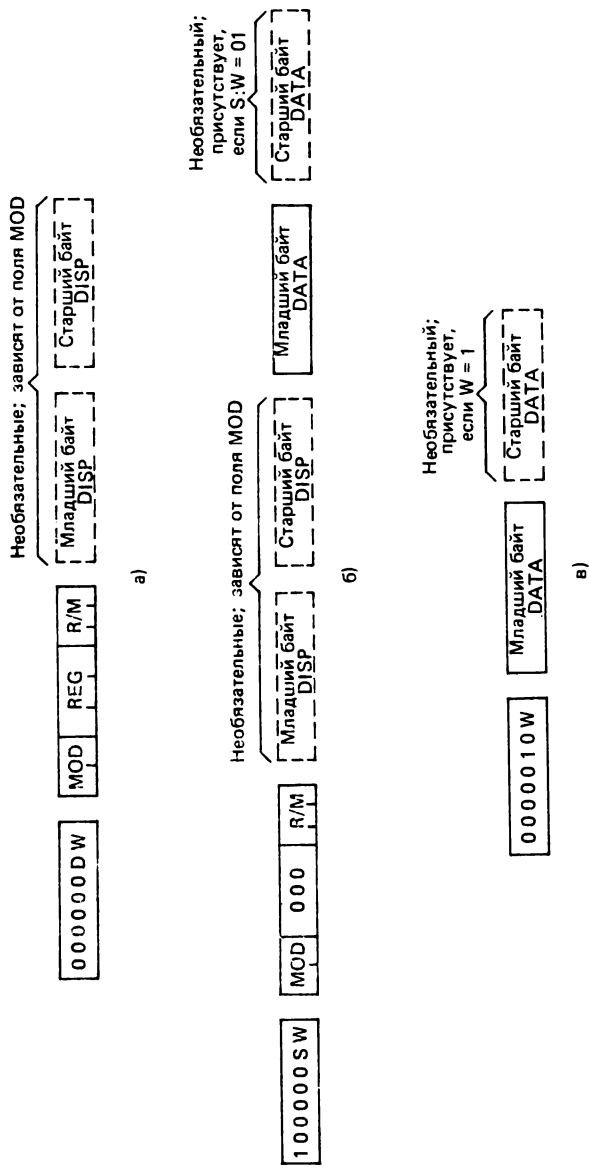 Необязательные; зависят от поля MOD
000000DW
MOD
REG
R/M
Младший байт
DISP
Старший байт
DISP
а)
Необязательные; зависят от поля MOD
Необязательный;
присутствует,
если S:W = 01
100000SW
MOD
000
R/M
Младший байт
DISP
Старший байт
DISP
Младший байт
DATA
Старший байт
DATA
б)
Необязательный;
присутствует,
если W = 1
0000010W
Младший байт
DATA
Старший байт
DATA
в)